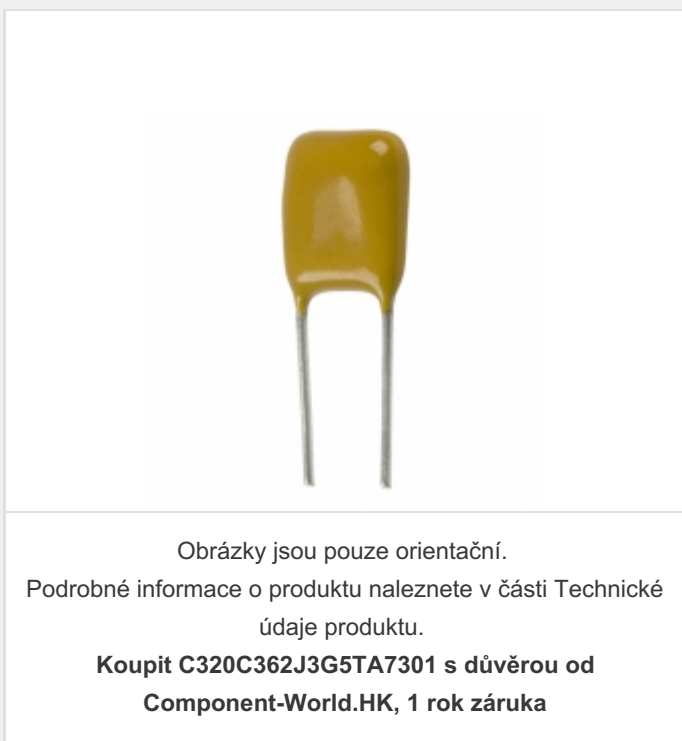 Obrázky jsou pouze orientační.
Podrobné informace o produktu naleznete v části Technické
údaje produktu.
Koupit C320C362J3G5TA7301 s důvěrou od
Component-World.HK, 1 rok záruka